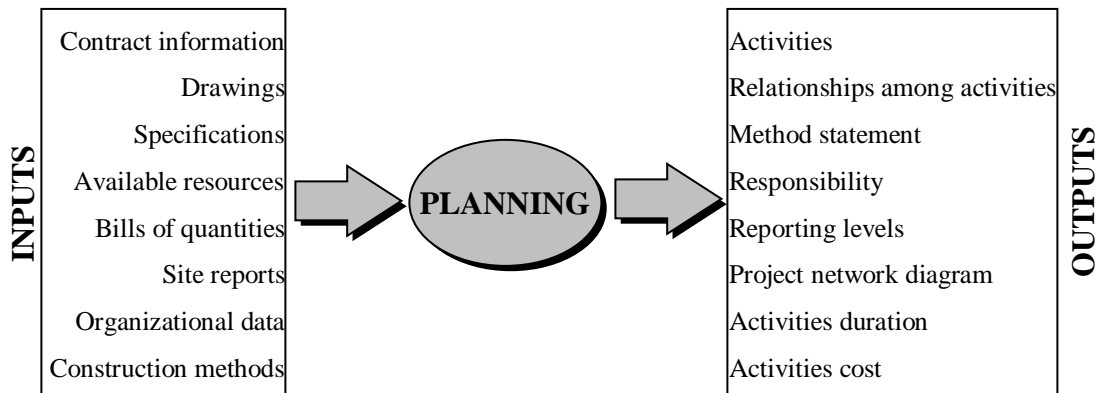 INPUTS
Contract information
Drawings
Specifications
Available resources
Bills of quantities
Site reports
Organizational data
Construction methods
PLANNING
Activities
Relationships among activities
Method statement
Responsibility
Reporting levels
Project network diagram
Activities duration
Activities cost
OUTPUTS